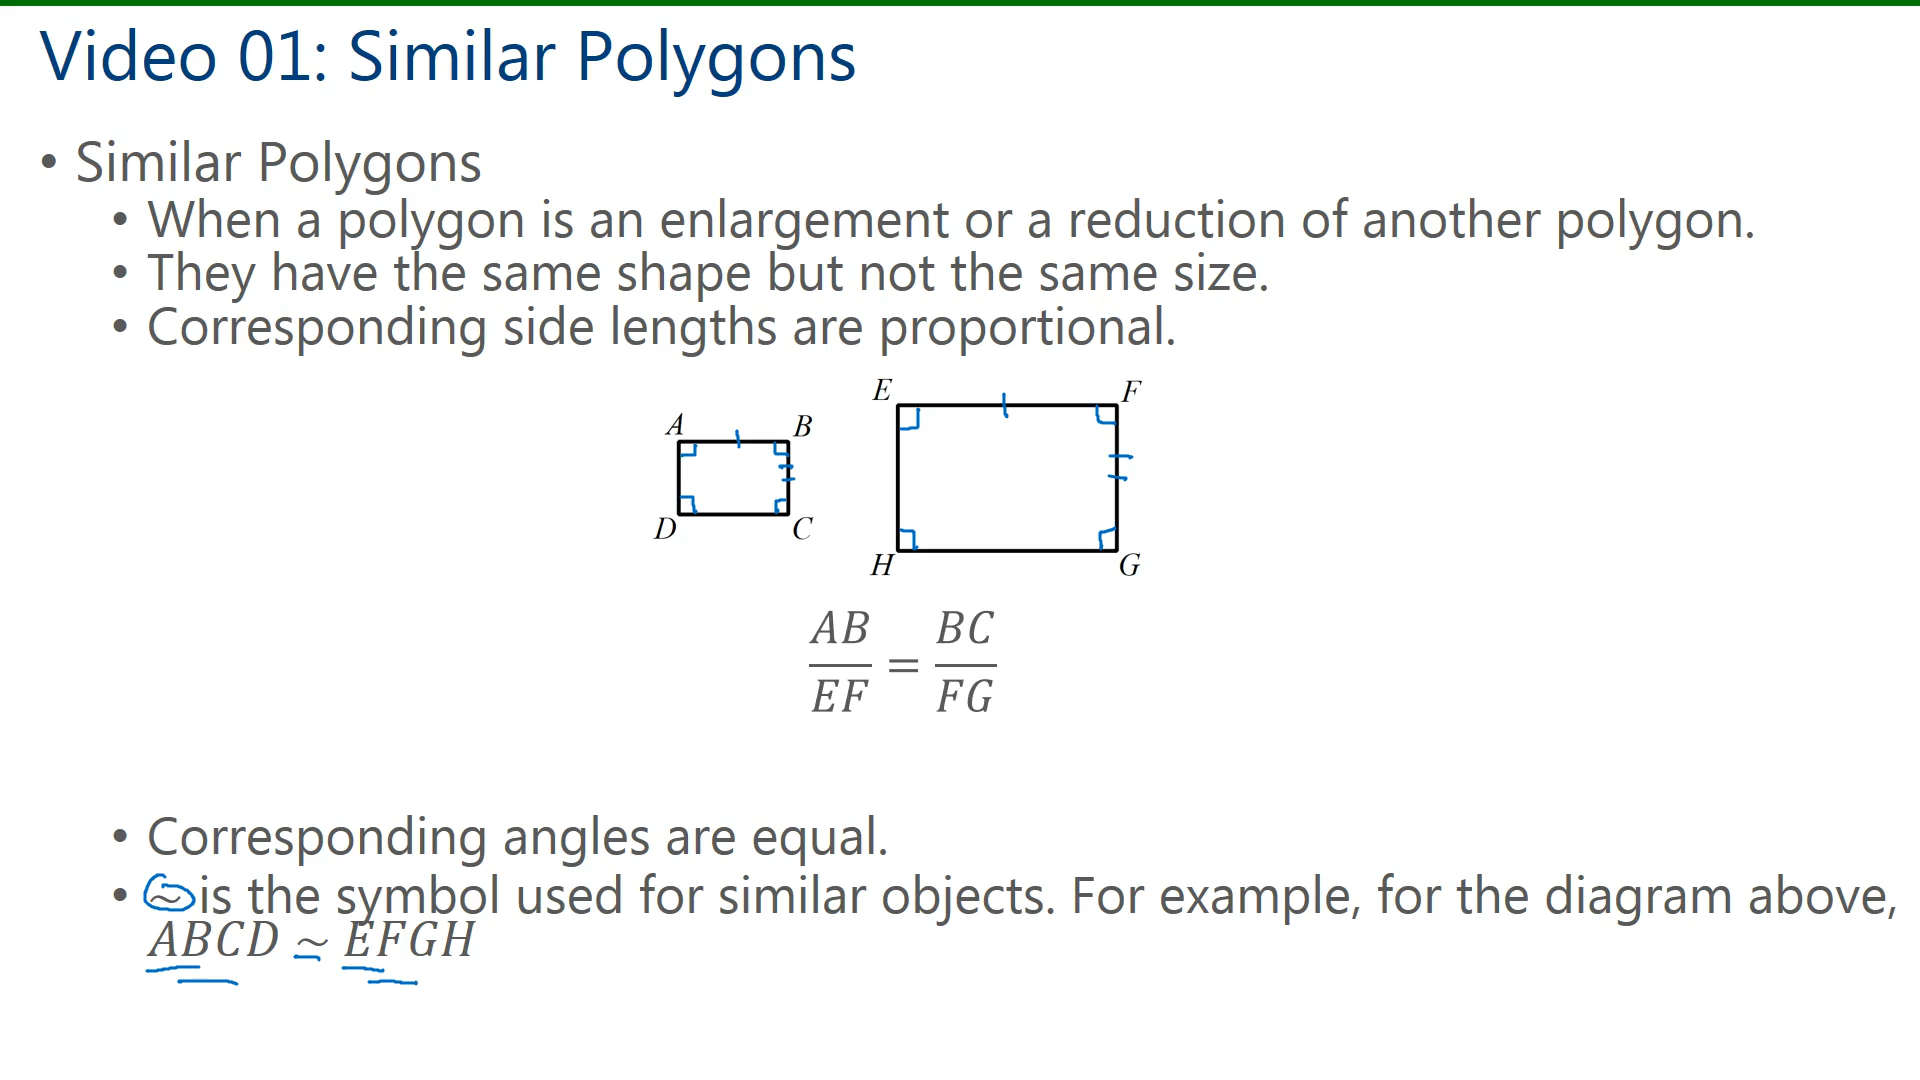 Video 01: Similar Polygons
• Similar Polygons
• When a polygon is an enlargement or a reduction of another polygon.
• They have the same shape but not the same size.
• Corresponding side lengths are proportional.
E F
A B
D C
H G
AB/EF = BC/FG
• Corresponding angles are equal.
• ~ is the symbol used for similar objects. For example, for the diagram above,
ABCD ~ EFGH